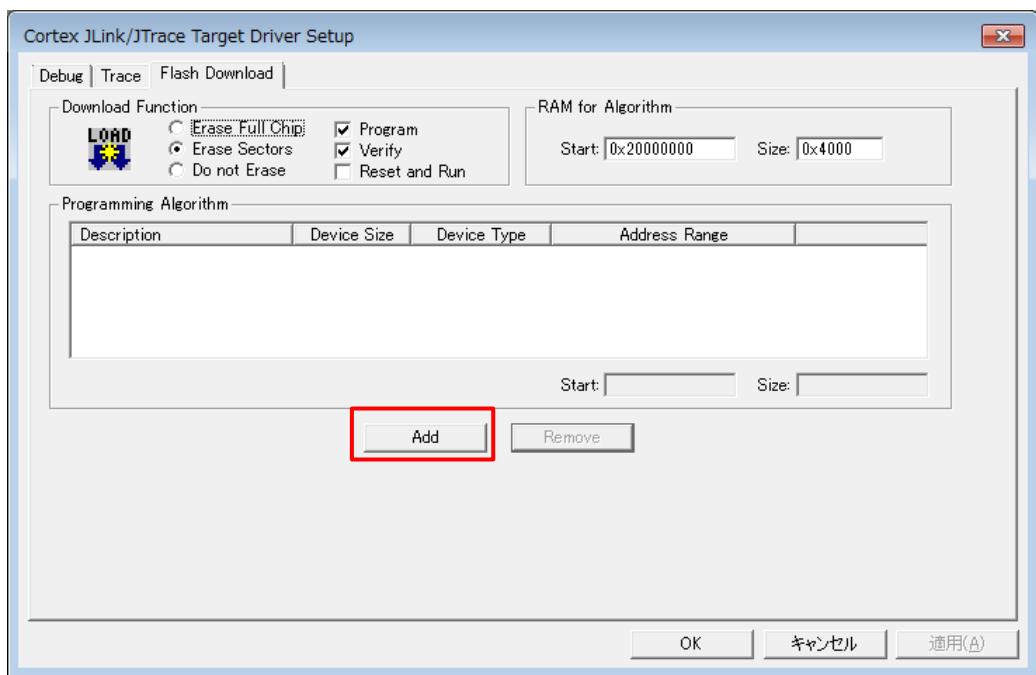 Cortex JLink/JTrace Target Driver Setup
Debug Trace Flash Download
Download Function
LOAD
Erase Full Chip
Erase Sectors
Do not Erase
Program
Verify
Reset and Run
RAM for Algorithm
Start: 0x20000000 Size: 0x4000
Programming Algorithm
Description Device Size Device Type Address Range
Start: Size:
Add Remove
OK キャンセル 適用(A)